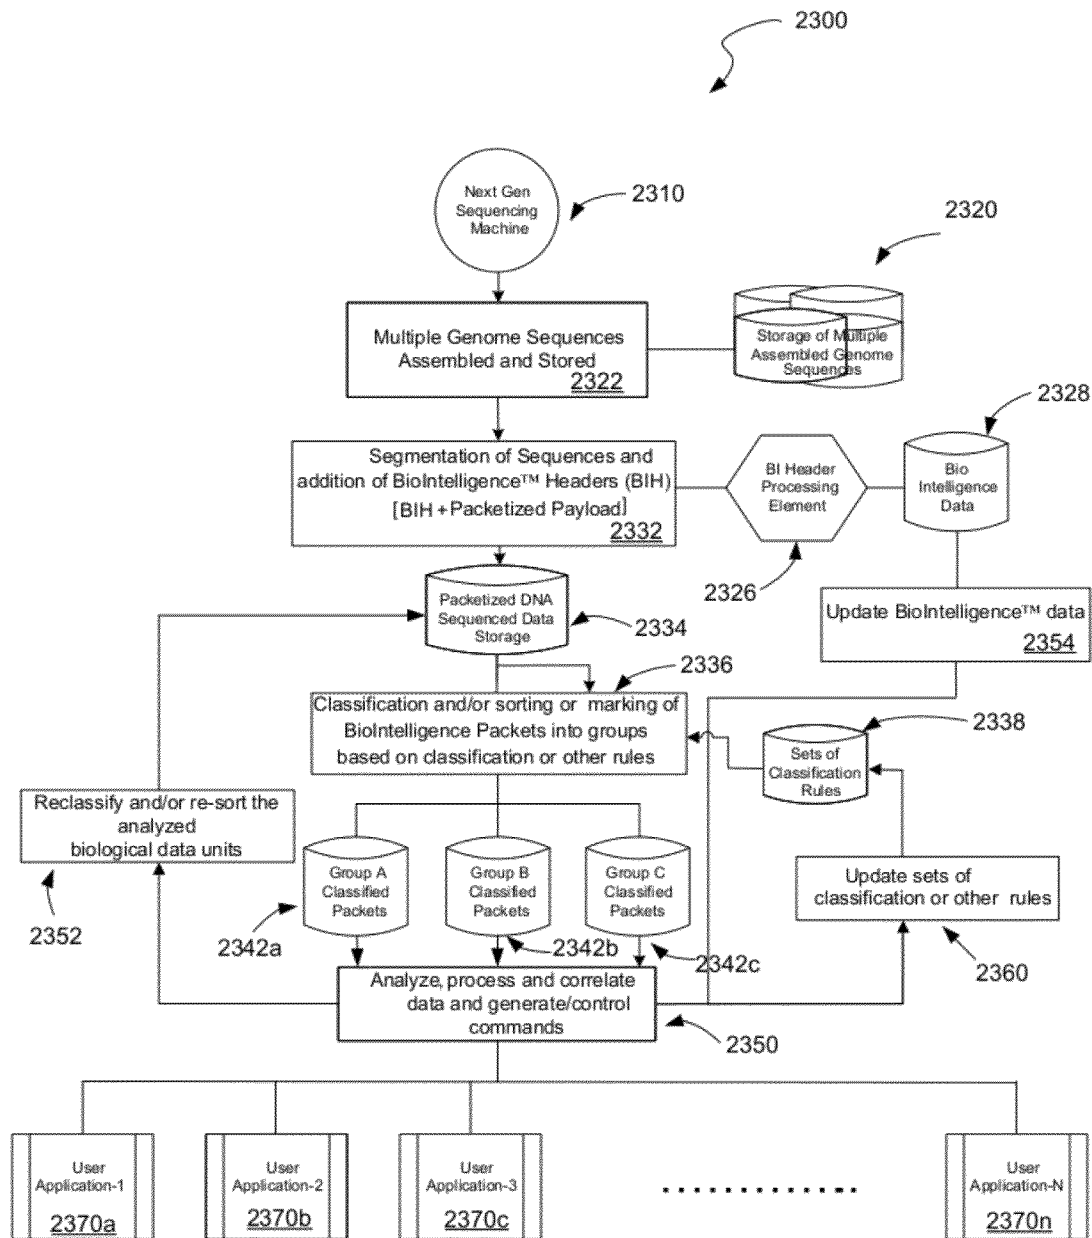 2300
Next Gen
Sequencing
Machine
2310
2320
Multiple Genome Sequences
Assembled and Stored
2322
Storage of Multiple
Assembled Genome
Sequences
2328
Segmentation of Sequences and
addition of BioIntelligence™ Headers (BIH)
[BIH + Packetized Payload]
2332
BI Header
Processing
Element
Bio
Intelligence
Data
2326
Packetized DNA
Sequenced Data
Storage
2334
Update BioIntelligence™ data
2354
2336
Classification and/or sorting or marking of
BioIntelligence Packets into groups
based on classification or other rules
2338
Sets of
Classification
Rules
Reclassify and/or re-sort the
analyzed
biological data units
2352
Group A
Classified
Packets
Group B
Classified
Packets
Group C
Classified
Packets
2342a
2342b
2342c
Update sets of
classification or other rules
2360
Analyze, process and correlate
data and generate/control
commands
2350
User
Application-1
2370a
User
Application-2
2370b
User
Application-3
2370c
User
Application-N
2370n